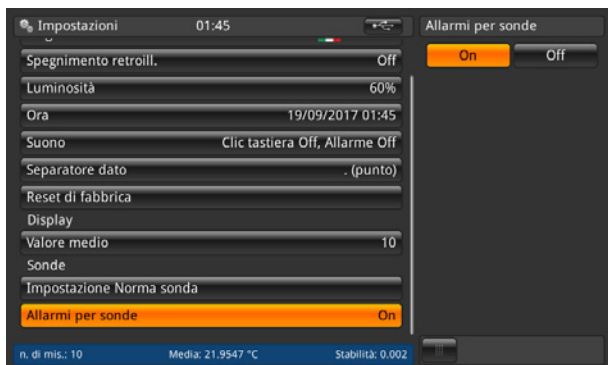 Impostazioni 01:45
Allarmi per sonde
On Off
Spegnimento retroill. Off
Luminosità 60%
Ora 19/09/2017 01:45
Suono Clic tastiera Off, Allarme Off
Separatore dato . (punto)
Reset di fabbrica
Display
Valore medio 10
Sonde
Impostazione Norma sonda
Allarmi per sonde On
n. di mis.: 10 Media: 21.9547 °C Stabilità: 0.002